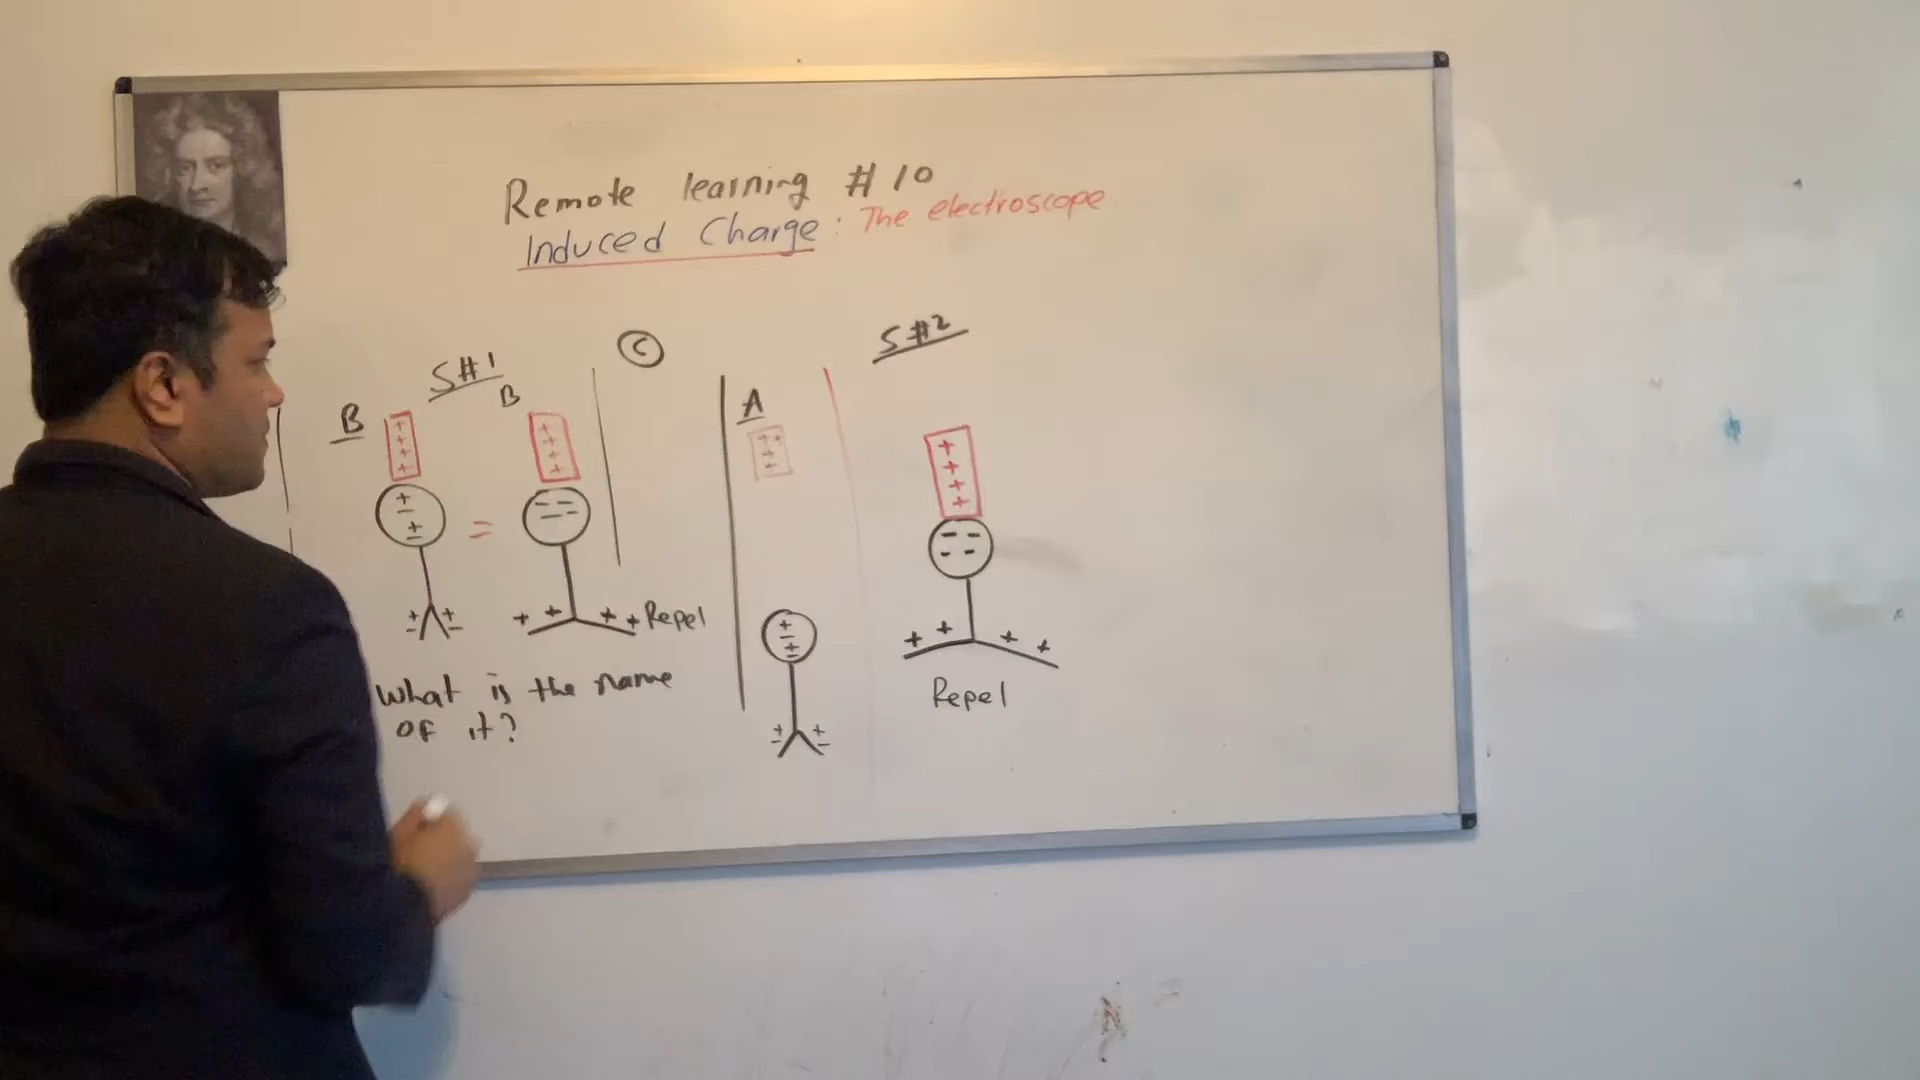 Remote learning #10
Induced Charge: The electroscope
S#1
B
B
C
A
S#2
+ + + +
+ + + +
+ + + +
+ + + +
+ − + −
=
− − − −
− − − −
+ − + −
+ − + −
+ + + + Repel
+ + + +
+ − + −
Repel
What is the name
of it?